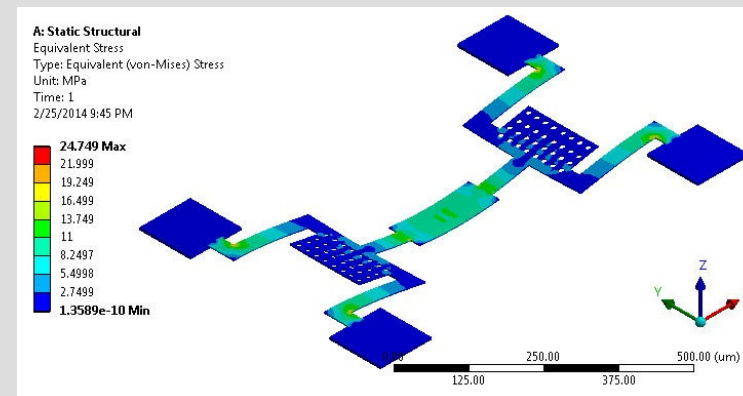 A: Static Structural
Equivalent Stress
Type: Equivalent (von-Mises) Stress
Unit: MPa
Time: 1
2/25/2014 9:45 PM
24.749 Max
21.999
19.249
16.499
13.749
11
8.2497
5.4998
2.7499
1.3589e-10 Min
Z
Y
250.00 500.00 (um)
125.00 375.00